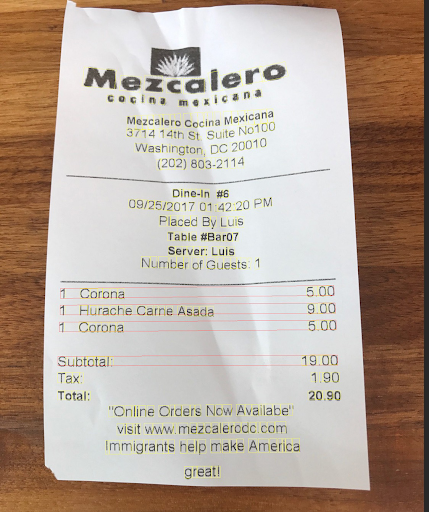 Mezcalero
cocina mexicana
Mezcalero Cocina Mexicana
3714 14th St. Suite No100
Washington, DC 20010
(202) 803-2114
Dine-In #6
09/25/2017 01:42:20 PM
Placed By Luis
Table #Bar07
Server: Luis
Number of Guests: 1
1 Corona 5.00
1 Hurache Carne Asada 9.00
1 Corona 5.00
Subtotal: 19.00
Tax: 1.90
Total: 20.90
"Online Orders Now Availabe"
visit www.mezcalerodc.com
Immigrants help make America
great!